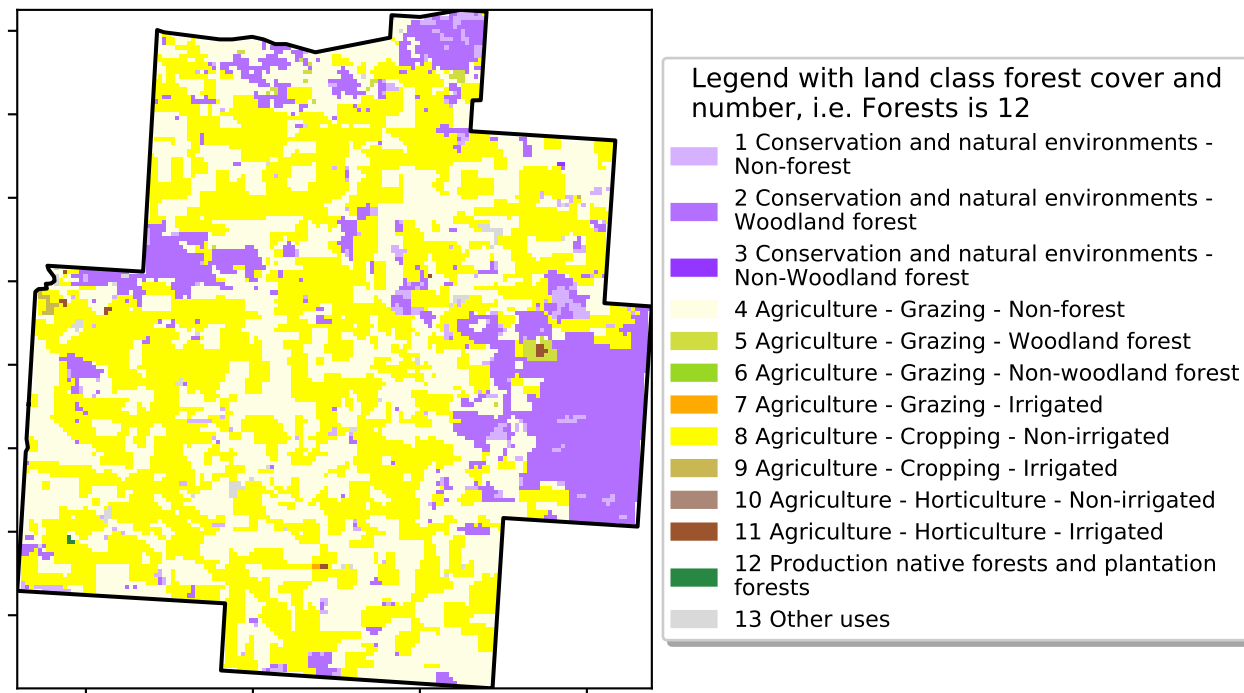 Legend with land class forest cover and
number, i.e. Forests is 12
1 Conservation and natural environments -
Non-forest
2 Conservation and natural environments -
Woodland forest
3 Conservation and natural environments -
Non-Woodland forest
4 Agriculture - Grazing - Non-forest
5 Agriculture - Grazing - Woodland forest
6 Agriculture - Grazing - Non-woodland forest
7 Agriculture - Grazing - Irrigated
8 Agriculture - Cropping - Non-irrigated
9 Agriculture - Cropping - Irrigated
10 Agriculture - Horticulture - Non-irrigated
11 Agriculture - Horticulture - Irrigated
12 Production native forests and plantation
forests
13 Other uses